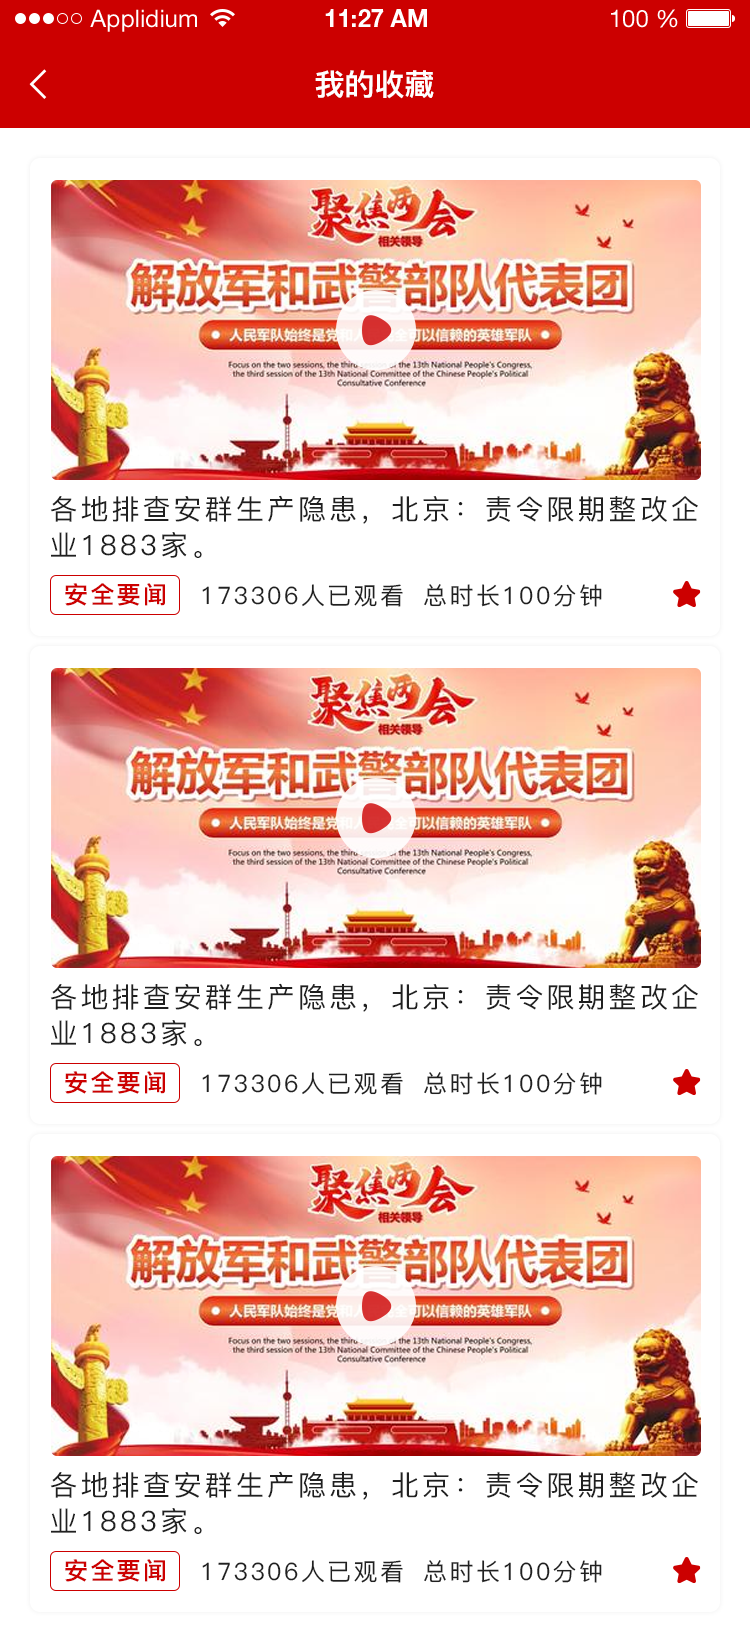 Applidium
11:27 AM
100 %
我的收藏
聚焦两会
相关领导
解放军和武警部队代表团
人民军队始终是党和人 全可以信赖的英雄军队
Focus on the two sessions, the third the 13th National People's Congress,
the third session of the 13th National Committee of the Chinese People's Political
Consultative Conference
各地排查安群生产隐患，北京：责令限期整改企
业1883家。
安全要闻 173306人已观看 总时长100分钟
聚焦两会
相关领导
解放军和武警部队代表团
人民军队始终是党和人 全可以信赖的英雄军队
Focus on the two sessions, the third the 13th National People's Congress,
the third session of the 13th National Committee of the Chinese People's Political
Consultative Conference
各地排查安群生产隐患，北京：责令限期整改企
业1883家。
安全要闻 173306人已观看 总时长100分钟
聚焦两会
相关领导
解放军和武警部队代表团
人民军队始终是党和人 全可以信赖的英雄军队
Focus on the two sessions, the third the 13th National People's Congress,
the third session of the 13th National Committee of the Chinese People's Political
Consultative Conference
各地排查安群生产隐患，北京：责令限期整改企
业1883家。
安全要闻 173306人已观看 总时长100分钟